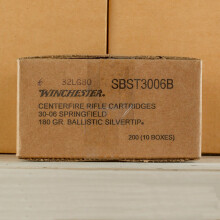 SBST3006B
WINCHESTER
CENTERFIRE RIFLE CARTRIDGES
30-06 SPRINGFIELD
180 GR. BALLISTIC SILVERTIP®
200 (10 BOXES)